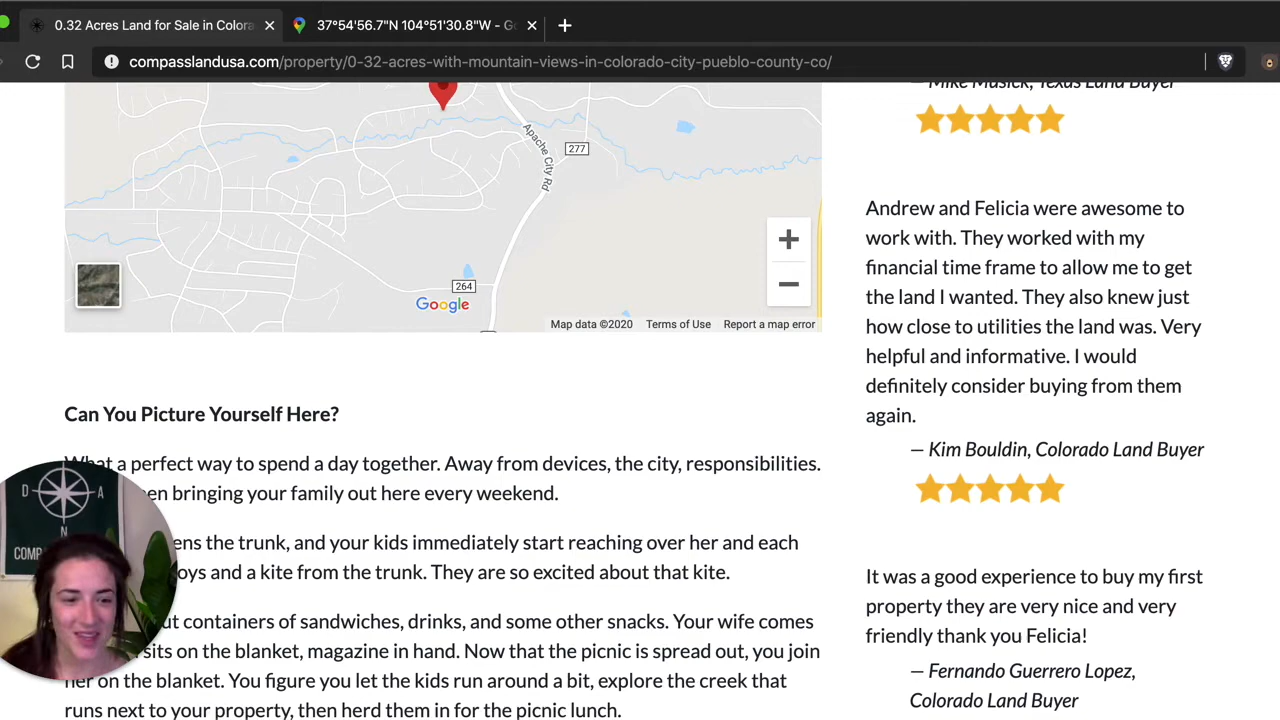 0.32 Acres Land for Sale in Colora
37°54'56.7"N 104°51'30.8"W - Go
compasslandusa.com/property/0-32-acres-with-mountain-views-in-colorado-city-pueblo-county-co/
Apache City Rd
277
264
Google
Map data ©2020 Terms of Use Report a map error
Can You Picture Yourself Here?
What a perfect way to spend a day together. Away from devices, the city, responsibilities.
bringing your family out here every weekend.
the trunk, and your kids immediately start reaching over her and each
and a kite from the trunk. They are so excited about that kite.
containers of sandwiches, drinks, and some other snacks. Your wife comes
sits on the blanket, magazine in hand. Now that the picnic is spread out, you join
her on the blanket. You figure you let the kids run around a bit, explore the creek that
runs next to your property, then herd them in for the picnic lunch.
— Mike Musick, Texas Land Buyer
Andrew and Felicia were awesome to
work with. They worked with my
financial time frame to allow me to get
the land I wanted. They also knew just
how close to utilities the land was. Very
helpful and informative. I would
definitely consider buying from them
again.
— Kim Bouldin, Colorado Land Buyer
It was a good experience to buy my first
property they are very nice and very
friendly thank you Felicia!
— Fernando Guerrero Lopez,
Colorado Land Buyer
D A
N
COMP